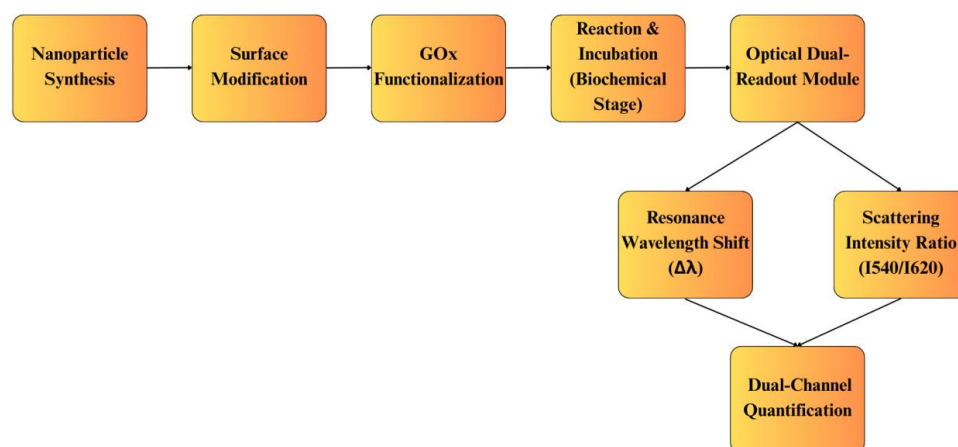 Nanoparticle
Synthesis
Surface
Modification
GOx
Functionalization
Reaction &
Incubation
(Biochemical
Stage)
Optical Dual-
Readout Module
Resonance
Wavelength Shift
(Δλ)
Scattering
Intensity Ratio
(I540/I620)
Dual-Channel
Quantification